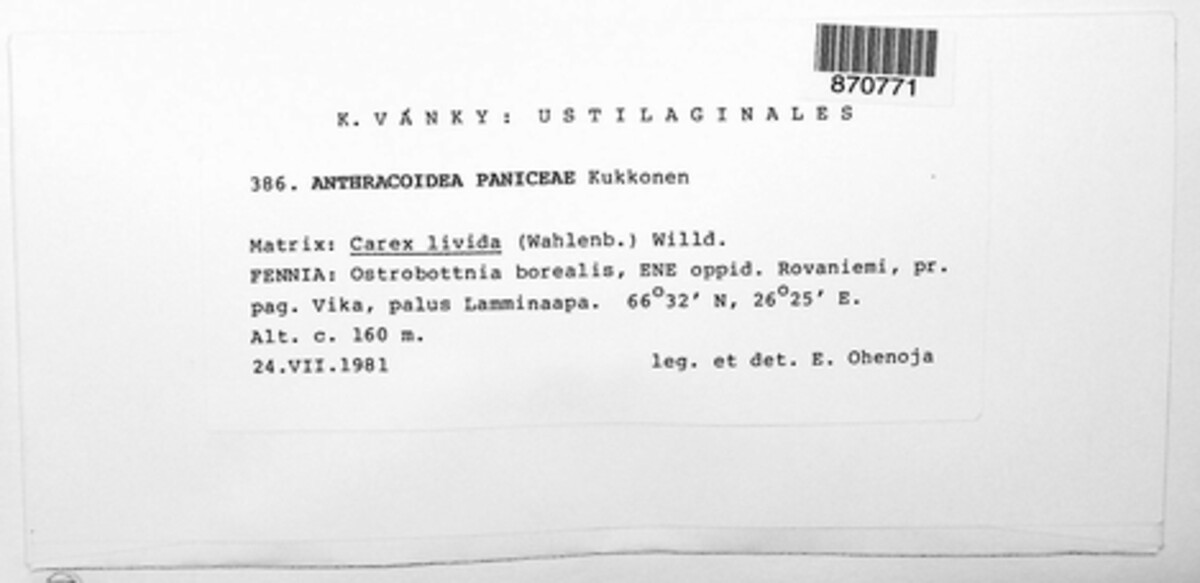 870771
K. VÁNKY: USTILAGINALES
386. ANTHRACOIDEA PANICEAE Kukkonen
Matrix: Carex livida (Wahlenb.) Willd.
FENNIA: Ostrobottnia borealis, ENE oppid. Rovaniemi, pr.
pag. Vika, palus Lamminaapa. 66°32' N, 26°25' E.
Alt. c. 160 m.
24.VII.1981 leg. et det. E. Ohenoja